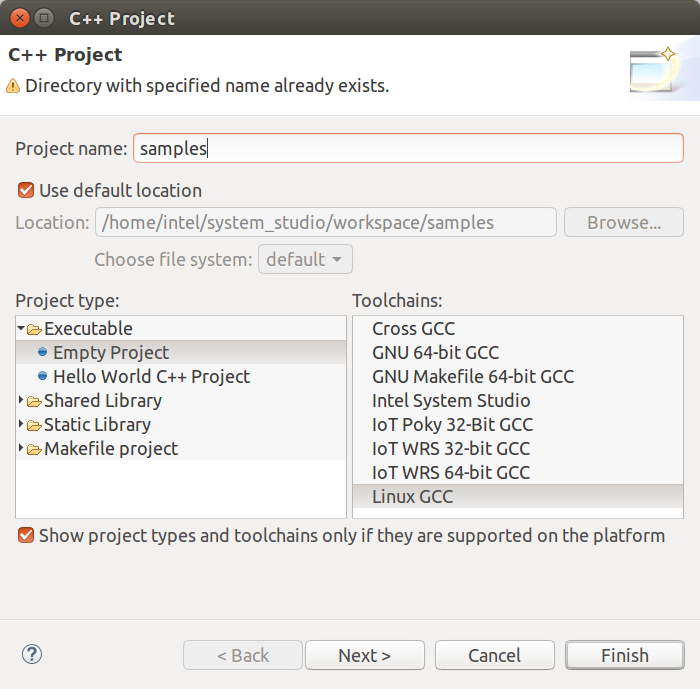 C++ Project
C++ Project
Directory with specified name already exists.
Project name: samples
Use default location
Location: /home/intel/system_studio/workspace/samples Browse...
Choose file system: default
Project type:
Executable
Empty Project
Hello World C++ Project
Shared Library
Static Library
Makefile project
Toolchains:
Cross GCC
GNU 64-bit GCC
GNU Makefile 64-bit GCC
Intel System Studio
IoT Poky 32-Bit GCC
IoT WRS 32-bit GCC
IoT WRS 64-bit GCC
Linux GCC
Show project types and toolchains only if they are supported on the platform
? < Back Next > Cancel Finish